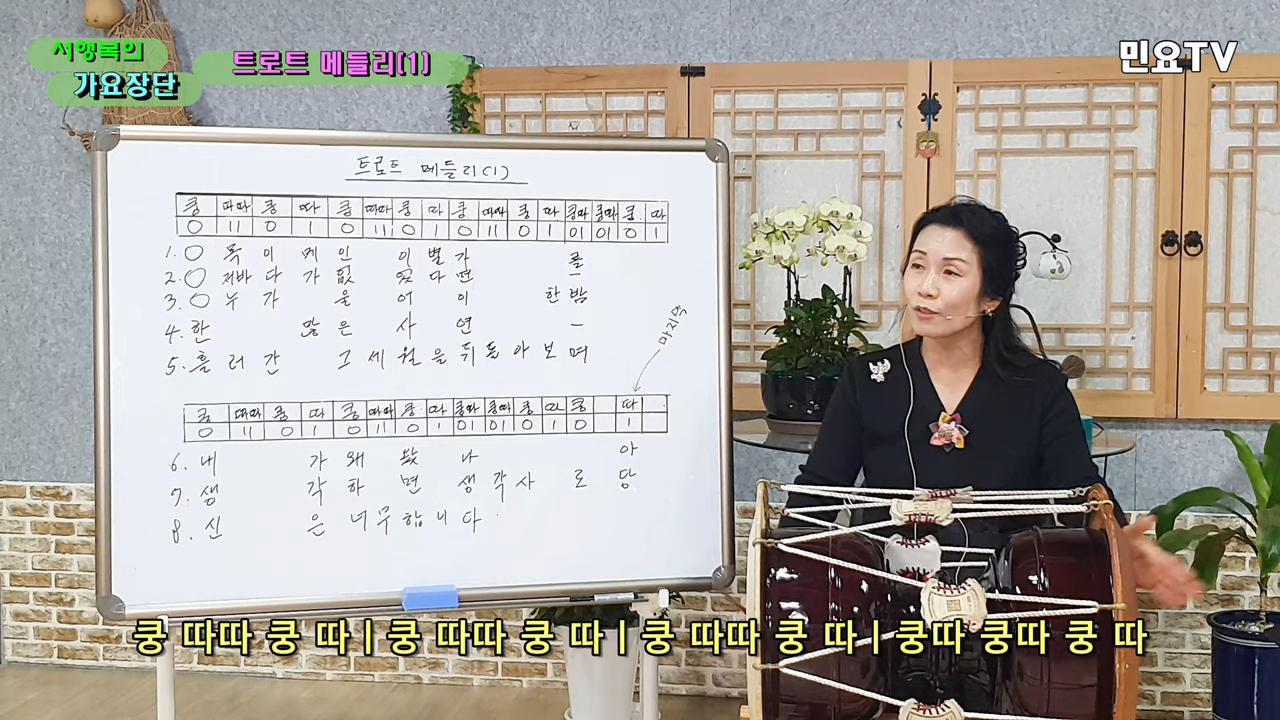 서행복의
가요장단
트로트 메들리(1)
민요TV
트로트 메들리(1)
쿵 따따 쿵 따 쿵 따따 쿵 따 쿵 따따 쿵 따 쿵따 쿵따 쿵 따
O 11 O 1 O 11 O 1 O 11 O 1 O1 O1 O 1
1. ○ 목 이 메 인 이 별 가 를
2. ○ 저바 다 가 없 었 다 면 ー
3. ○ 누 가 울 어 이 한 밤
4. 한 많 은 사 연 ー
5. 흘 러 간 그 세 월 을 뒤 돌 아 보 며
마지막
쿵 따따 쿵 따 쿵 따따 쿵 따 쿵따 쿵따 쿵 따 쿵 따
O 11 O 1 O 11 O 1 O1 O1 O 1 O 1
6. 내 가 왜 왔 나 아
7. 생 각 하 면 생 각 사 로 당
8. 신 은 너 무 합 니 다
쿵 따따 쿵 따 | 쿵 따따 쿵 따 | 쿵 따따 쿵 따 | 쿵따 쿵따 쿵 따